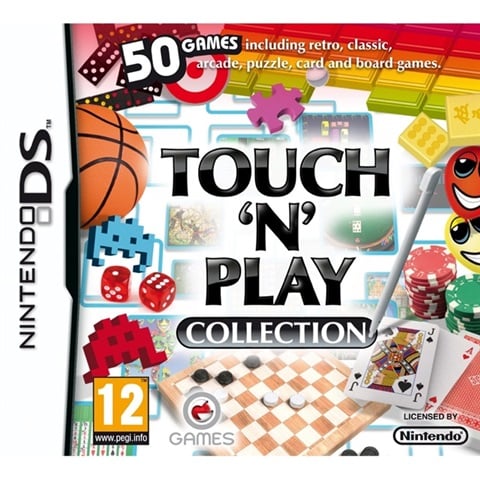 50 GAMES including retro, classic,
arcade, puzzle, card and board games.
NINTENDO DS™
TOUCH
'N'
PLAY
COLLECTION
J
A
12
www.pegi.info
GAMES
LICENSED BY
Nintendo